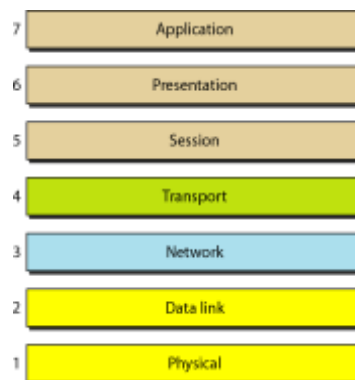 7 Application
6 Presentation
5 Session
4 Transport
3 Network
2 Data link
1 Physical